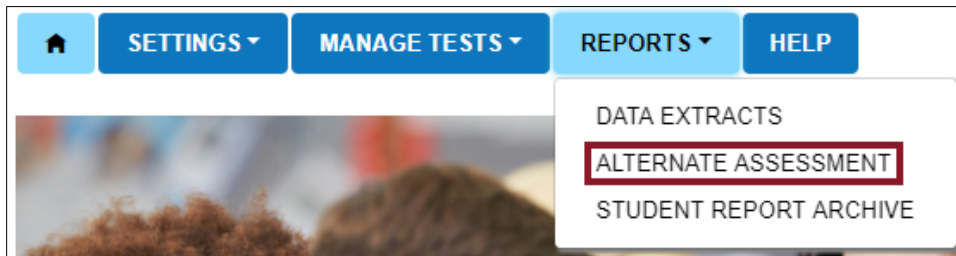 SETTINGS MANAGE TESTS REPORTS HELP
DATA EXTRACTS
ALTERNATE ASSESSMENT
STUDENT REPORT ARCHIVE